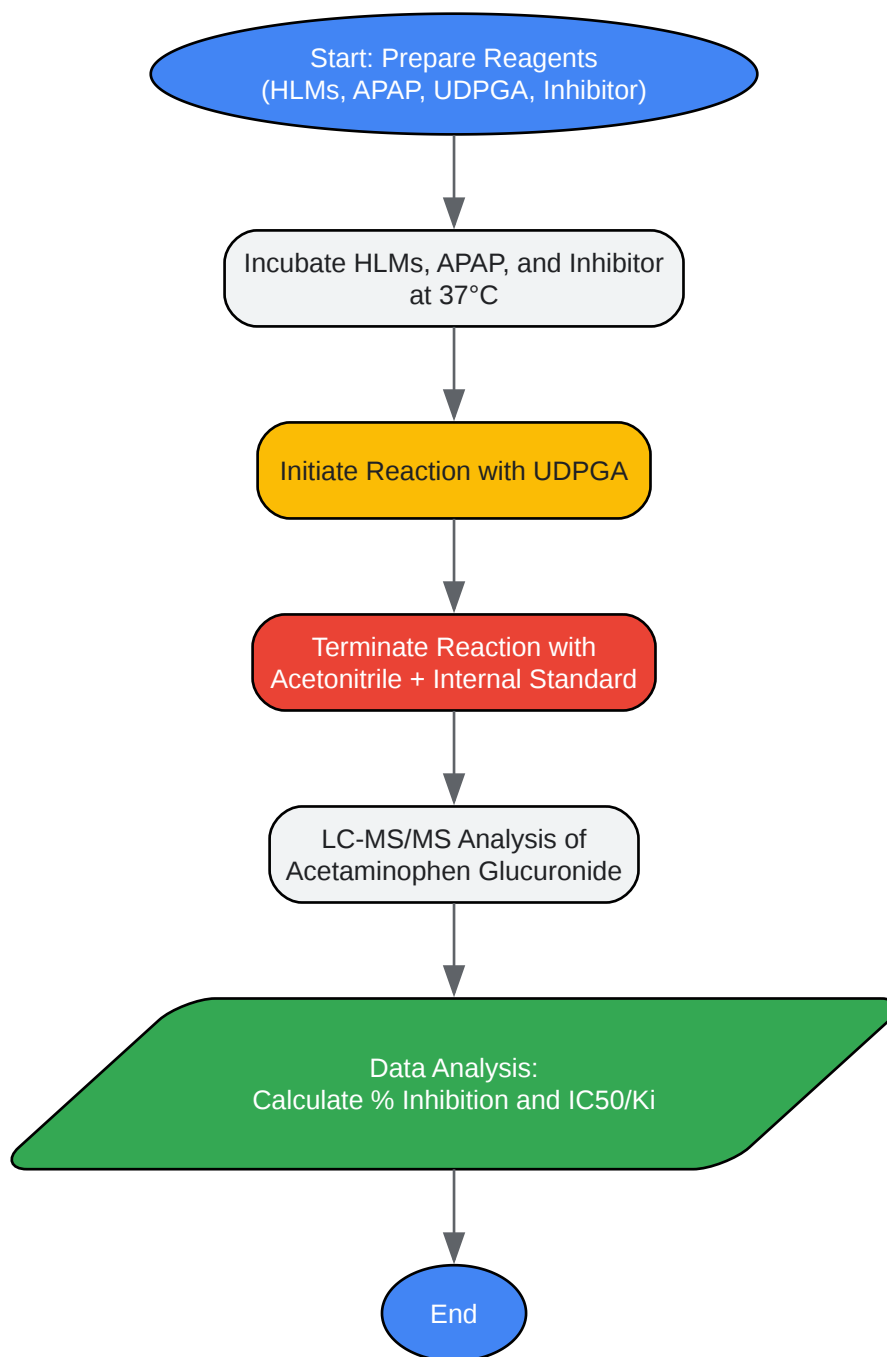 Start: Prepare Reagents
(HLMs, APAP, UDPGA, Inhibitor)
Incubate HLMs, APAP, and Inhibitor
at 37°C
Initiate Reaction with UDPGA
Terminate Reaction with
Acetonitrile + Internal Standard
LC-MS/MS Analysis of
Acetaminophen Glucuronide
Data Analysis:
Calculate % Inhibition and IC50/Ki
End